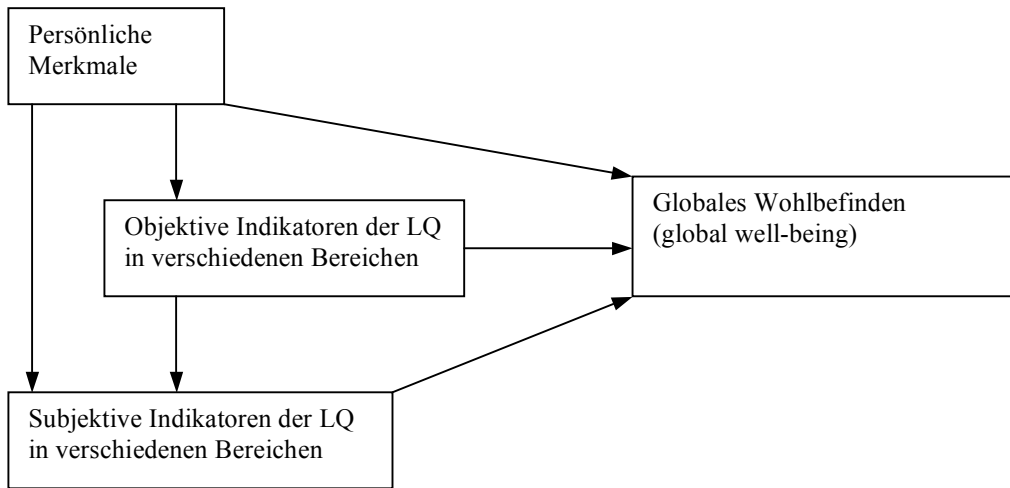 Persönliche
Merkmale
Objektive Indikatoren der LQ
in verschiedenen Bereichen
Globales Wohlbefinden
(global well-being)
Subjektive Indikatoren der LQ
in verschiedenen Bereichen